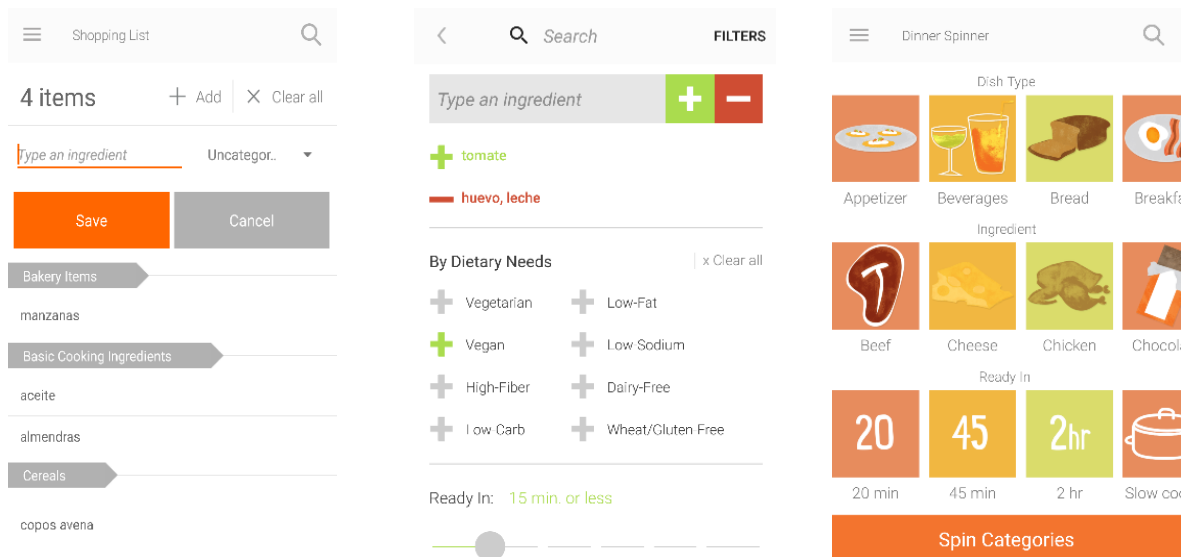 Shopping List
4 items
Add
Clear all
Type an ingredient
Uncategor..
Save
Cancel
Bakery Items
manzanas
Basic Cooking Ingredients
aceite
almendras
Cereals
copos avena
Search
FILTERS
Type an ingredient
tomate
huevo, leche
By Dietary Needs
x Clear all
Vegetarian
Low-Fat
Vegan
Low Sodium
High-Fiber
Dairy-Free
Low Carb
Wheat/Gluten Free
Ready In: 15 min. or less
Dinner Spinner
Dish Type
Appetizer
Beverages
Bread
Breakfa
Ingredient
Beef
Cheese
Chicken
Chocola
Ready In
20
45
2hr
20 min
45 min
2 hr
Slow coo
Spin Categories